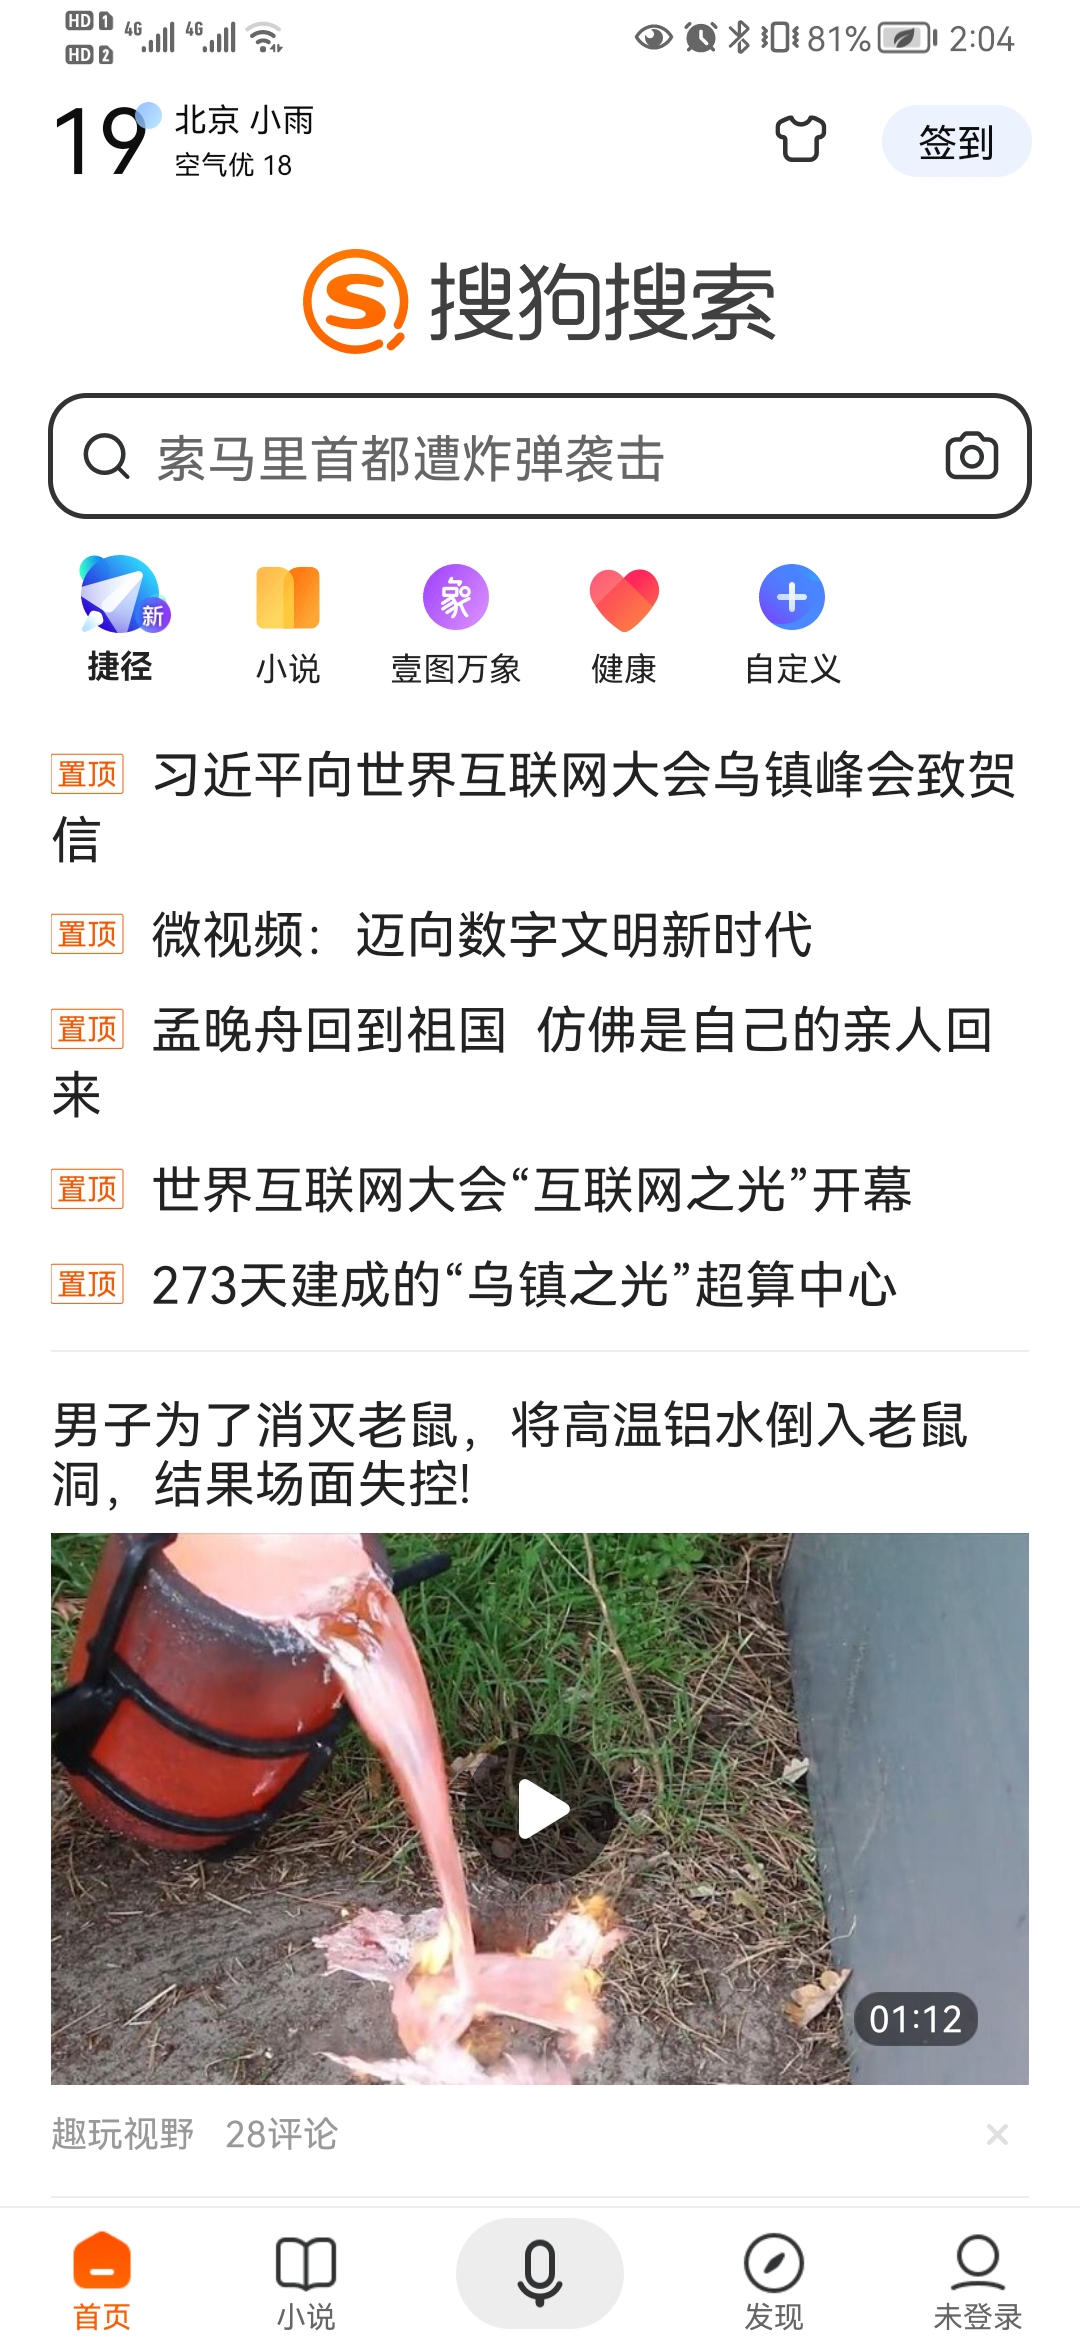 HD 1 4G 4G 81% 2:04
HD 2
19 北京 小雨 签到
空气优 18
搜狗搜索
索马里首都遭炸弹袭击
新
捷径 小说 壹图万象 健康 自定义
置顶 习近平向世界互联网大会乌镇峰会致贺
信
置顶 微视频：迈向数字文明新时代
置顶 孟晚舟回到祖国 仿佛是自己的亲人回
来
置顶 世界互联网大会“互联网之光”开幕
置顶 273天建成的“乌镇之光”超算中心
男子为了消灭老鼠，将高温铝水倒入老鼠
洞，结果场面失控!
01:12
趣玩视野 28评论
首页 小说 发现 未登录